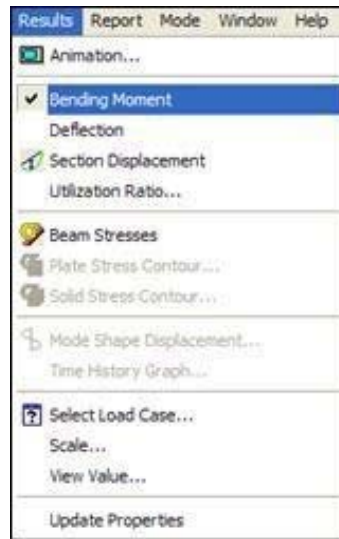 Results Report Mode Window Help
Animation...
Bending Moment
Deflection
Section Displacement
Utilization Ratio...
Beam Stresses
Plate Stress Contour...
Solid Stress Contour...
Mode Shape Displacement...
Time History Graph...
Select Load Case...
Scale...
View Value...
Update Properties